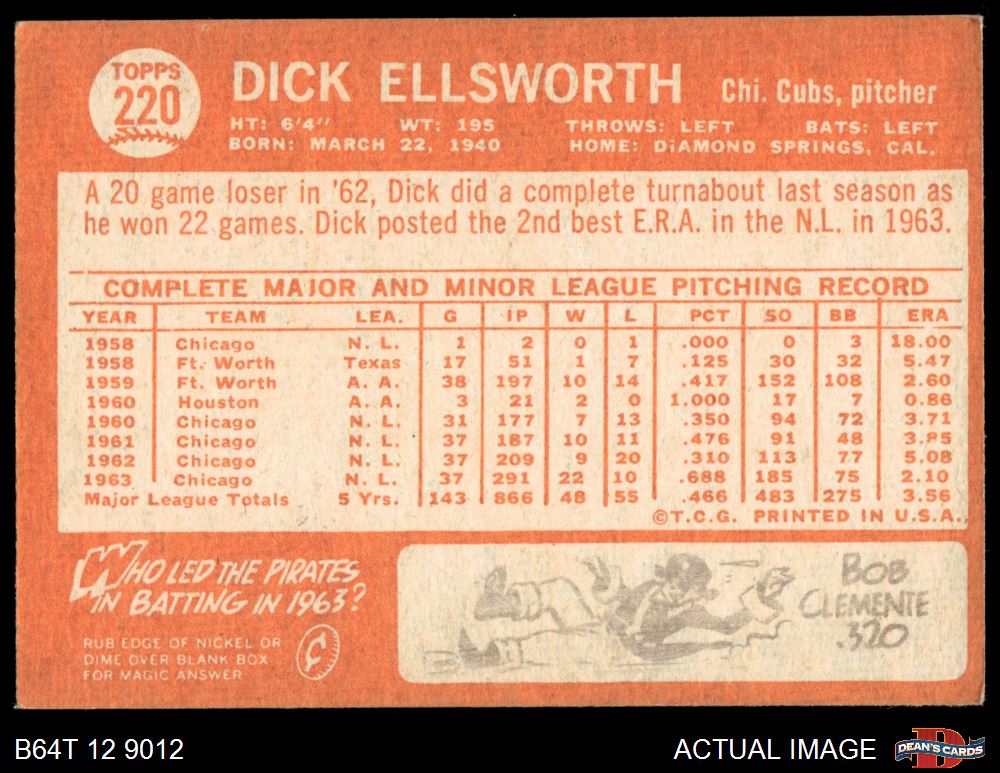 TOPPS
220
DICK ELLSWORTH
Chi. Cubs, pitcher
HT: 6'4" WT: 195 THROWS: LEFT BATS: LEFT
BORN: MARCH 22, 1940 HOME: DIAMOND SPRINGS, CAL.
A 20 game loser in '62, Dick did a complete turnabout last season as
he won 22 games. Dick posted the 2nd best E.R.A. in the N.L. in 1963.
COMPLETE MAJOR AND MINOR LEAGUE PITCHING RECORD
YEAR TEAM LEA. G IP W L PCT SO BB ERA
1958 Chicago N. L. 1 2 0 1 .000 0 3 18.00
1958 Ft. Worth Texas 17 51 1 7 .125 30 32 5.47
1959 Ft. Worth A. A. 38 197 10 14 .417 152 108 2.60
1960 Houston A. A. 3 21 2 0 1.000 17 7 0.86
1960 Chicago N. L. 31 177 7 13 .350 94 72 3.71
1961 Chicago N. L. 37 187 10 11 .476 91 48 3.85
1962 Chicago N. L. 37 209 9 20 .310 113 77 5.08
1963 Chicago N. L. 37 291 22 10 .688 185 75 2.10
Major League Totals 5 Yrs. 143 866 48 55 .466 483 275 3.56
©T.C.G. PRINTED IN U.S.A.
WHO LED THE PIRATES
IN BATTING IN 1963?
RUB EDGE OF NICKEL OR
DIME OVER BLANK BOX
FOR MAGIC ANSWER
¢
BOB
CLEMENTE
.320
B64T 12 9012
ACTUAL IMAGE
D
DEAN'S CARDS